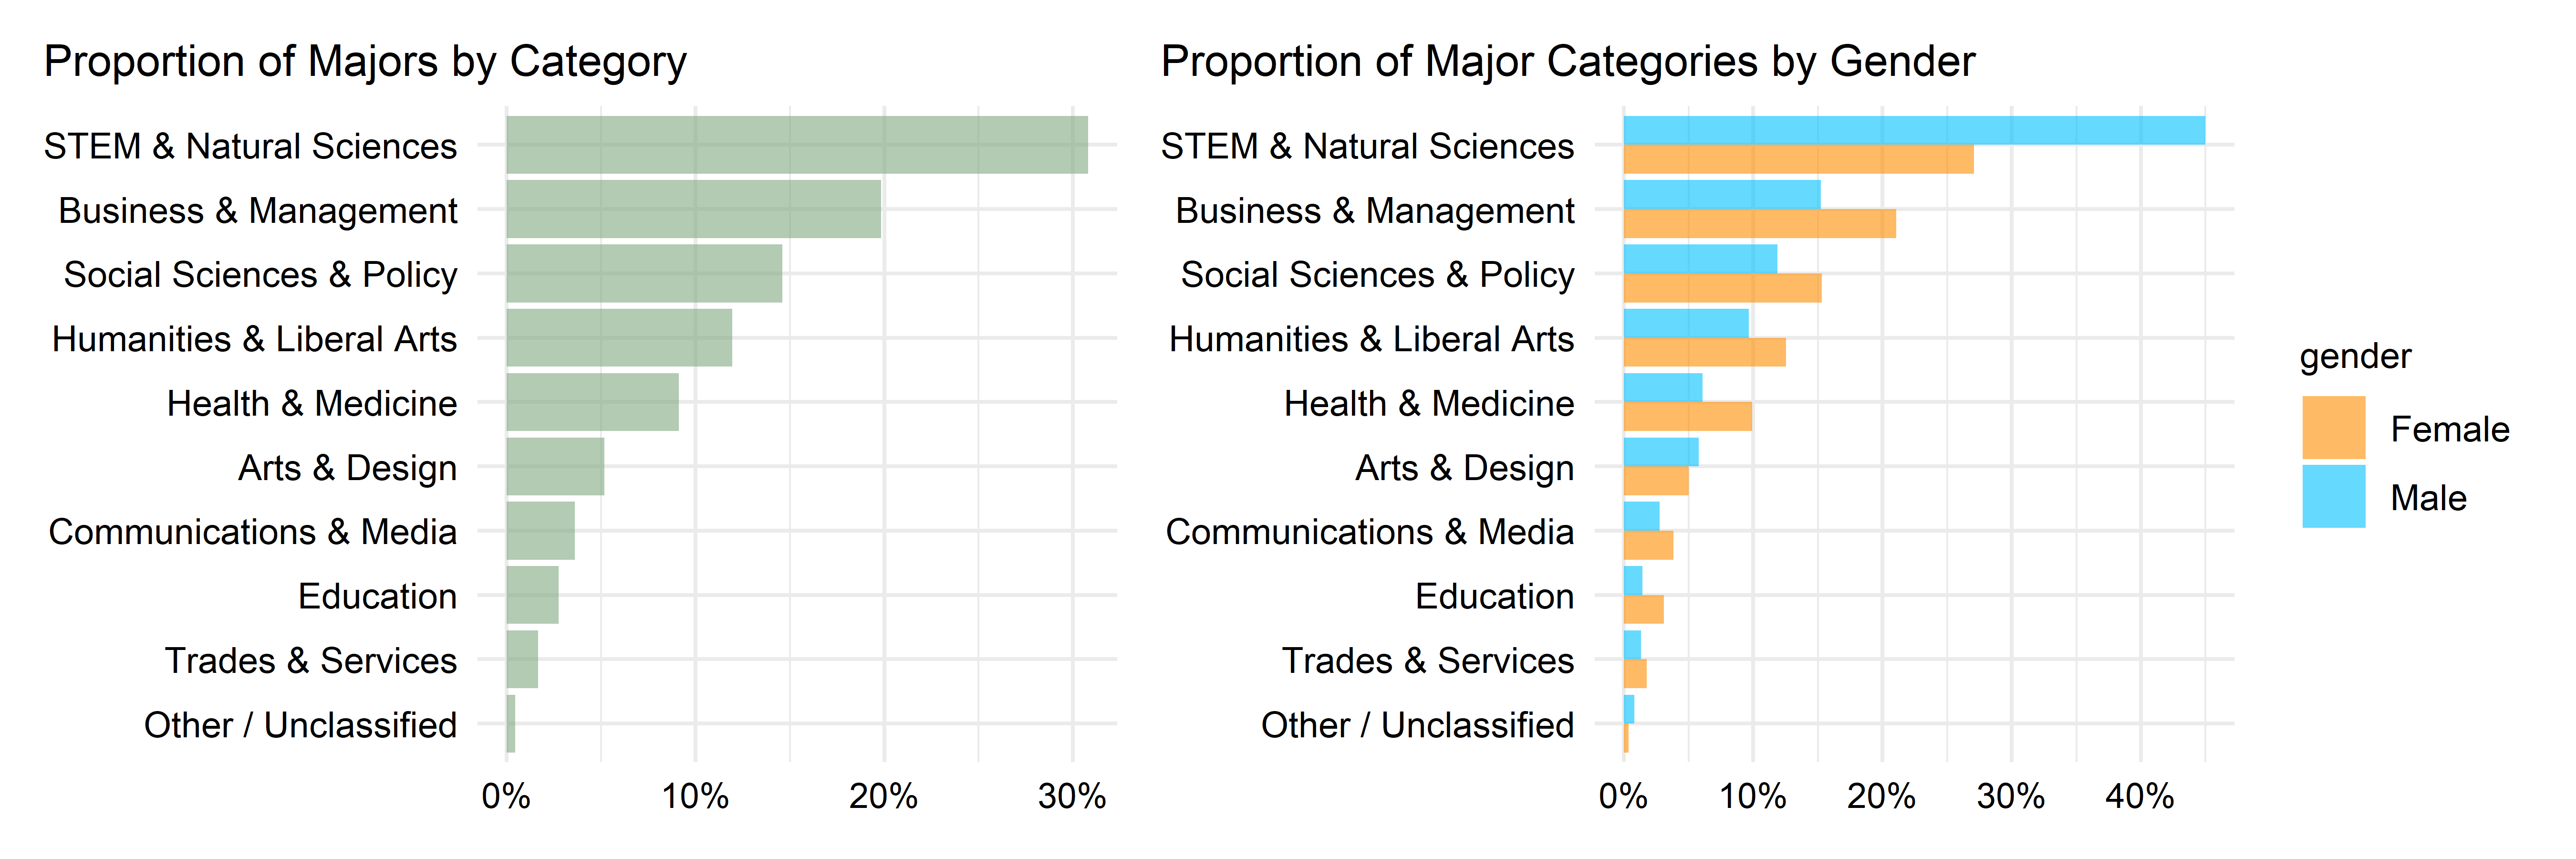 Proportion of Majors by Category
STEM & Natural Sciences
Business & Management
Social Sciences & Policy
Humanities & Liberal Arts
Health & Medicine
Arts & Design
Communications & Media
Education
Trades & Services
Other / Unclassified
0% 10% 20% 30%
Proportion of Major Categories by Gender
STEM & Natural Sciences
Business & Management
Social Sciences & Policy
Humanities & Liberal Arts
Health & Medicine
Arts & Design
Communications & Media
Education
Trades & Services
Other / Unclassified
0% 10% 20% 30% 40%
gender
Female
Male